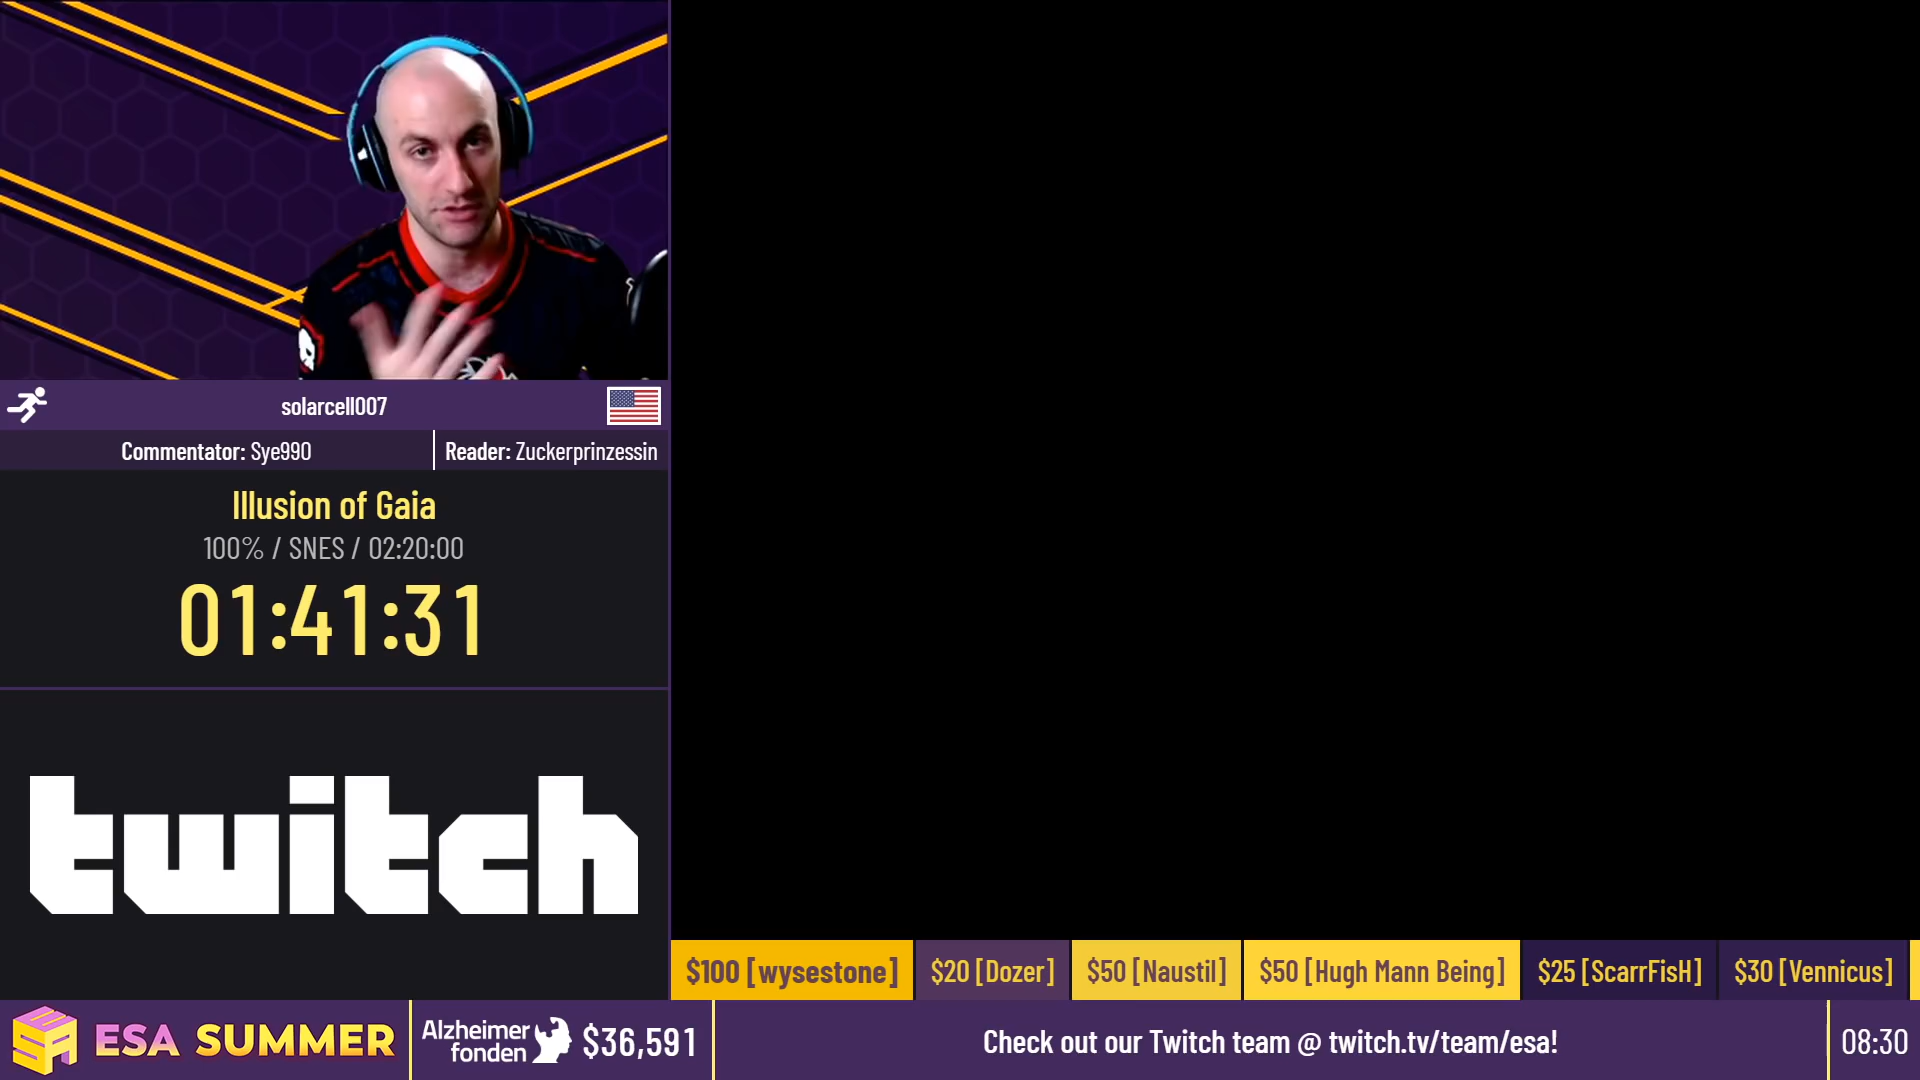 solarcell007
Commentator: Sye990
Reader: Zuckerprinzessin
Illusion of Gaia
100% / SNES / 02:20:00
01:41:31
twitch
$100 [wysestone]
$20 [Dozer]
$50 [Naustil]
$50 [Hugh Mann Being]
$25 [ScarrFisH]
$30 [Vennicus]
ESA SUMMER
Alzheimer
fonden
$36,591
Check out our Twitch team @ twitch.tv/team/esa!
08:30